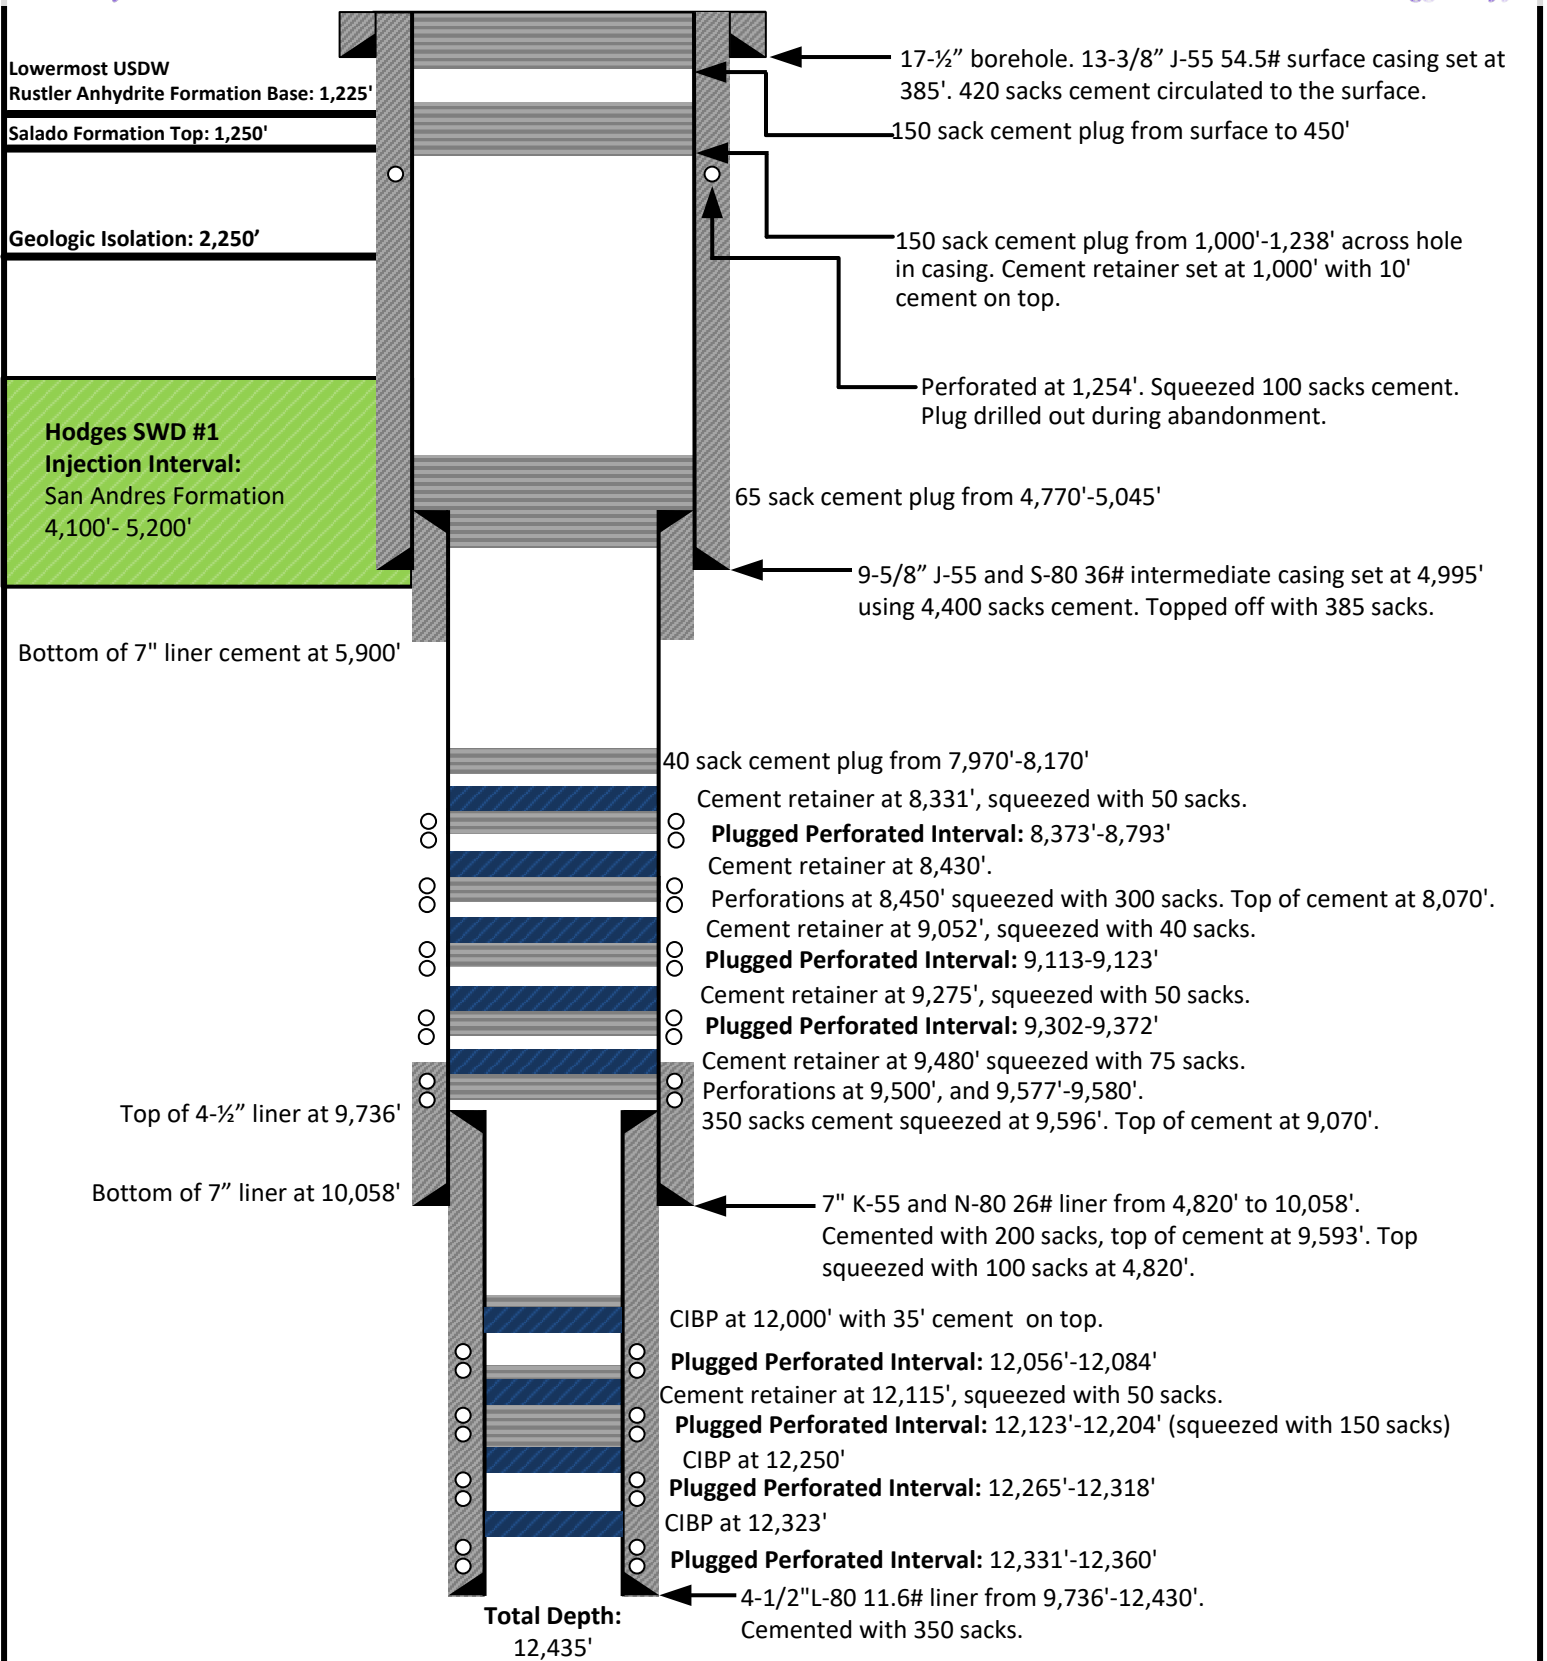 17-½” borehole. 13-3/8” J-55 54.5# surface casing set at
385'. 420 sacks cement circulated to the surface.
Lowermost USDW
Rustler Anhydrite Formation Base: 1,225'
Salado Formation Top: 1,250'
150 sack cement plug from surface to 450'
Geologic Isolation: 2,250’
150 sack cement plug from 1,000'-1,238' across hole
in casing. Cement retainer set at 1,000' with 10'
cement on top.
Perforated at 1,254'. Squeezed 100 sacks cement.
Plug drilled out during abandonment.
Hodges SWD #1
Injection Interval:
San Andres Formation
4,100'- 5,200'
65 sack cement plug from 4,770'-5,045'
9-5/8” J-55 and S-80 36# intermediate casing set at 4,995'
using 4,400 sacks cement. Topped off with 385 sacks.
Bottom of 7" liner cement at 5,900'
40 sack cement plug from 7,970'-8,170'
Cement retainer at 8,331', squeezed with 50 sacks.
Plugged Perforated Interval: 8,373'-8,793'
Cement retainer at 8,430'.
Perforations at 8,450' squeezed with 300 sacks. Top of cement at 8,070'.
Cement retainer at 9,052', squeezed with 40 sacks.
Plugged Perforated Interval: 9,113-9,123'
Cement retainer at 9,275', squeezed with 50 sacks.
Plugged Perforated Interval: 9,302-9,372'
Cement retainer at 9,480' squeezed with 75 sacks.
Perforations at 9,500', and 9,577'-9,580'.
350 sacks cement squeezed at 9,596'. Top of cement at 9,070'.
Top of 4-½” liner at 9,736'
Bottom of 7” liner at 10,058'
7" K-55 and N-80 26# liner from 4,820' to 10,058'.
Cemented with 200 sacks, top of cement at 9,593'. Top
squeezed with 100 sacks at 4,820'.
CIBP at 12,000' with 35' cement on top.
Plugged Perforated Interval: 12,056'-12,084'
Cement retainer at 12,115', squeezed with 50 sacks.
Plugged Perforated Interval: 12,123'-12,204' (squeezed with 150 sacks)
CIBP at 12,250'
Plugged Perforated Interval: 12,265'-12,318'
CIBP at 12,323'
Plugged Perforated Interval: 12,331'-12,360'
4-1/2"L-80 11.6# liner from 9,736'-12,430'.
Cemented with 350 sacks.
Total Depth:
12,435'